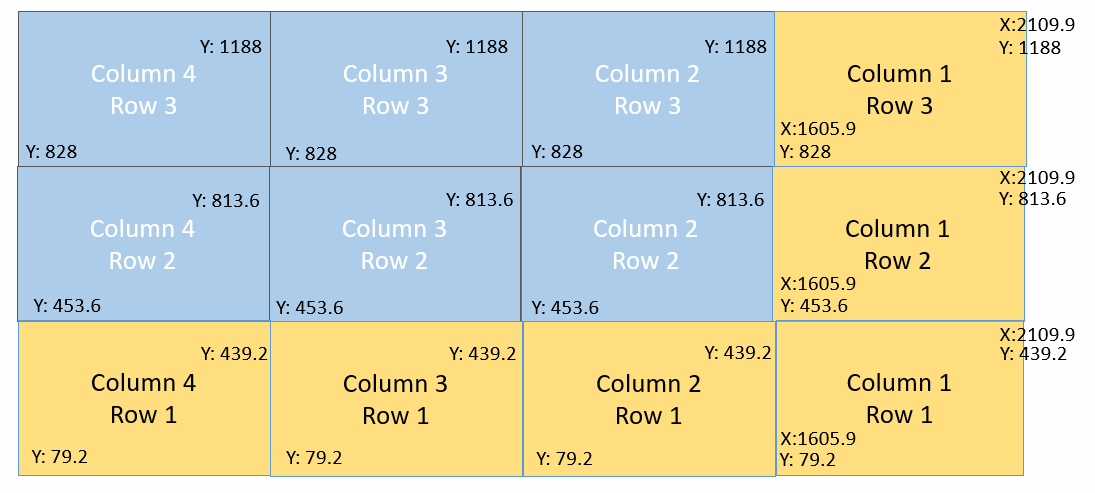 Y: 1188
Column 4
Row 3
Y: 828
Y: 1188
Column 3
Row 3
Y: 828
Y: 1188
Column 2
Row 3
Y: 828
X:2109.9
Y: 1188
Column 1
Row 3
X:1605.9
Y: 828
Y: 813.6
Column 4
Row 2
Y: 453.6
Y: 813.6
Column 3
Row 2
Y: 453.6
Y: 813.6
Column 2
Row 2
Y: 453.6
X:2109.9
Y: 813.6
Column 1
Row 2
X:1605.9
Y: 453.6
Y: 439.2
Column 4
Row 1
Y: 79.2
Y: 439.2
Column 3
Row 1
Y: 79.2
Y: 439.2
Column 2
Row 1
Y: 79.2
X:2109.9
Y: 439.2
Column 1
Row 1
X:1605.9
Y: 79.2